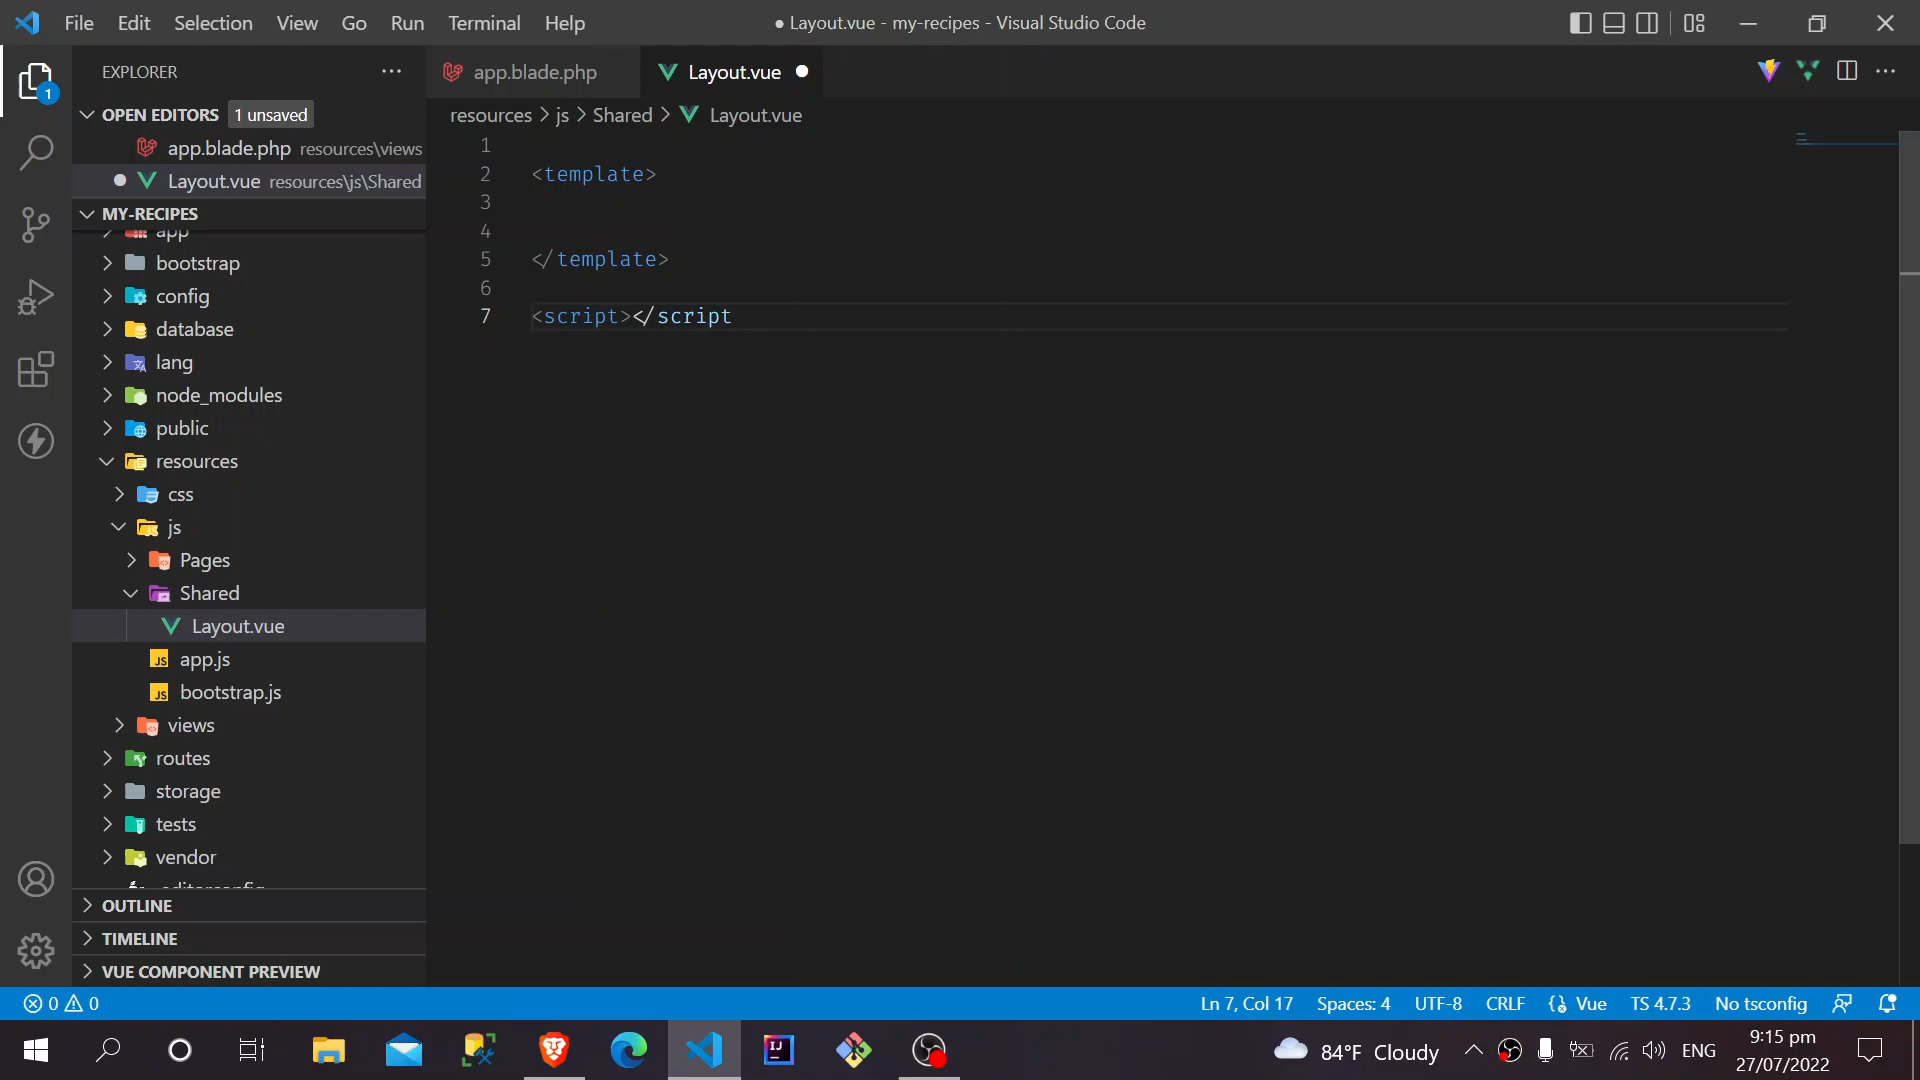 File Edit Selection View Go Run Terminal Help
● Layout.vue - my-recipes - Visual Studio Code
1
EXPLORER
OPEN EDITORS 1 unsaved
app.blade.php resources\views
Layout.vue resources\js\Shared
MY-RECIPES
app
bootstrap
config
database
lang
node_modules
public
resources
css
js
Pages
Shared
Layout.vue
app.js
bootstrap.js
views
routes
storage
tests
vendor
.editorconfig
OUTLINE
TIMELINE
VUE COMPONENT PREVIEW
app.blade.php
Layout.vue
resources > js > Shared > Layout.vue
1
2 <template>
3
4
5 </template>
6
7 <script></script
0 0
Ln 7, Col 17 Spaces: 4 UTF-8 CRLF {} Vue TS 4.7.3 No tsconfig
84°F Cloudy
ENG
9:15 pm
27/07/2022